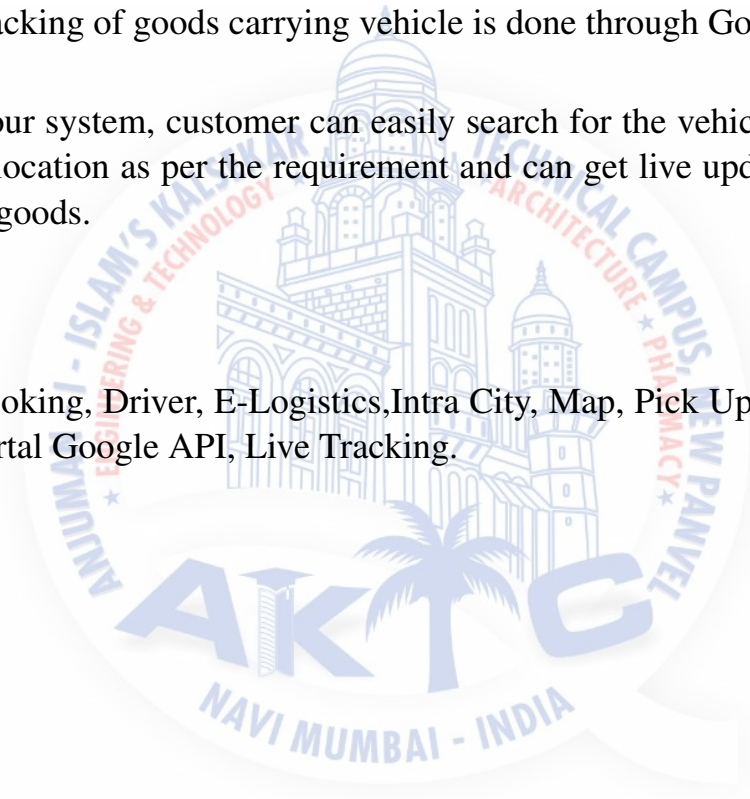 acking of goods carrying vehicle is done through Go
our system, customer can easily search for the vehic
location as per the requirement and can get live upd
goods.
oking, Driver, E-Logistics,Intra City, Map, Pick Up
rtal Google API, Live Tracking.
ANJUMAN - I - ISLAM'S KALSEKAR TECHNICAL CAMPUS, NEW PANVEL
ENGINEERING & TECHNOLOGY ★ ARCHITECTURE ★ PHARMACY ★
AKTC
NAVI MUMBAI - INDIA